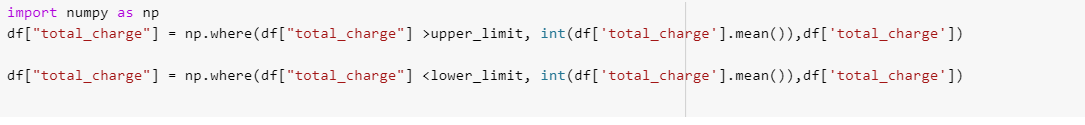 import numpy as np
df["total_charge"] = np.where(df["total_charge"] >upper_limit, int(df['total_charge'].mean()),df['total_charge'])
df["total_charge"] = np.where(df["total_charge"] <lower_limit, int(df['total_charge'].mean()),df['total_charge'])